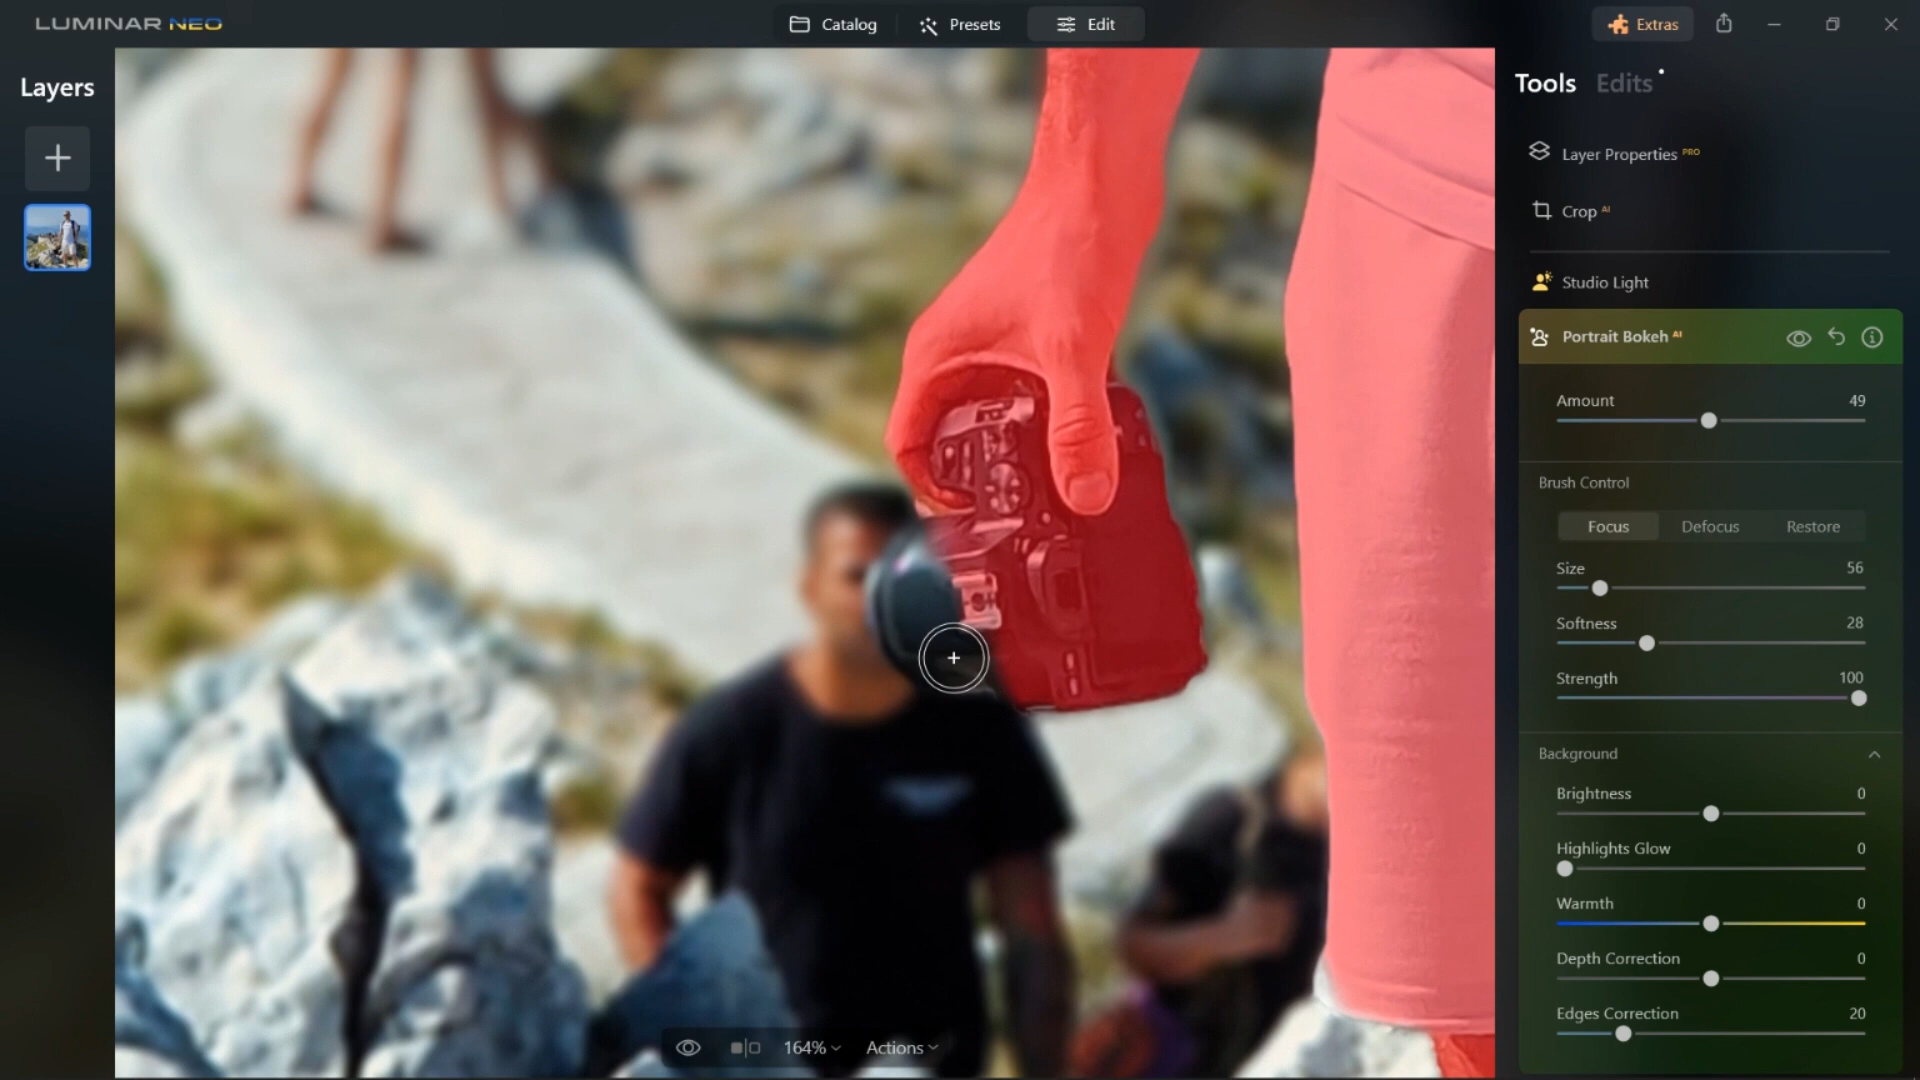 LUMINAR NEO
Catalog
Presets
Edit
Extras
Layers
Tools
Edits
Layer Properties PRO
Crop AI
Studio Light
Portrait Bokeh AI
Amount 49
Brush Control
Focus
Defocus
Restore
Size 56
Softness 28
Strength 100
Background
Brightness 0
Highlights Glow 0
Warmth 0
Depth Correction 0
Edges Correction 20
164%
Actions